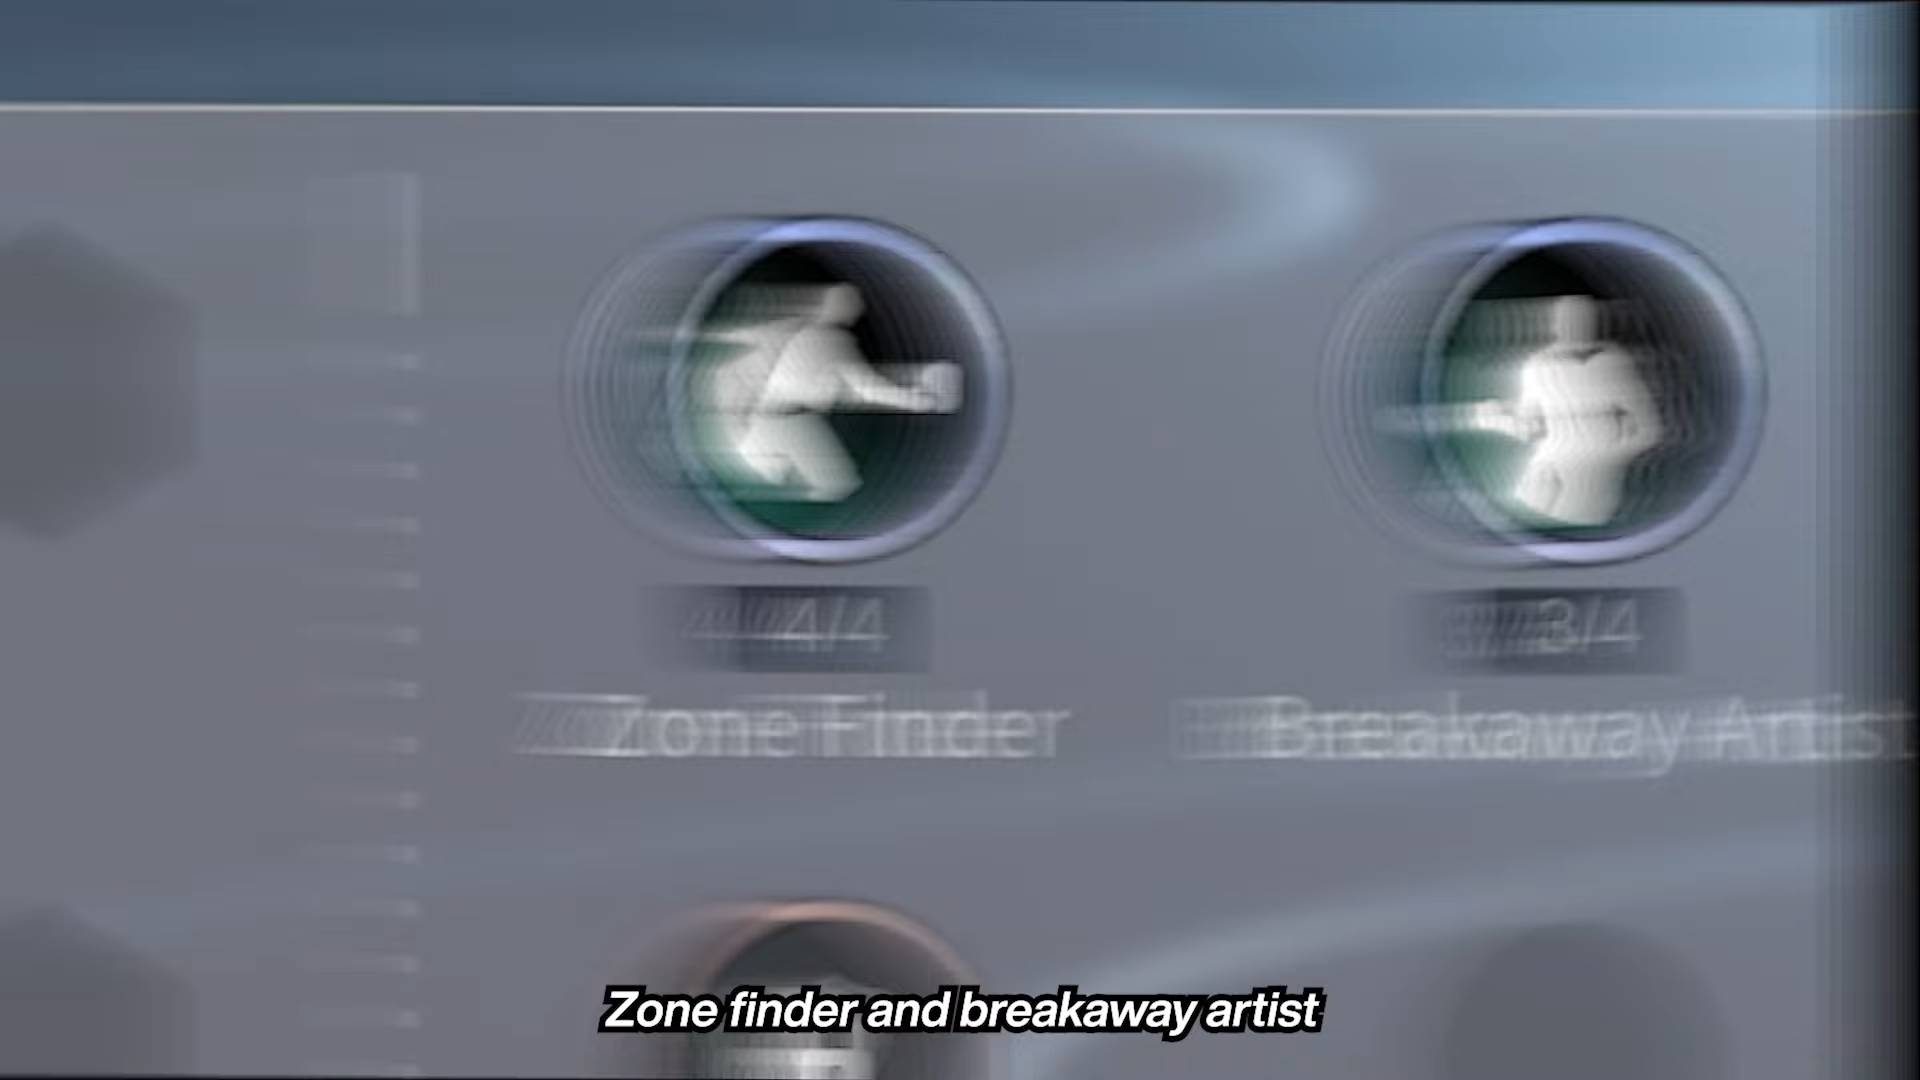 4/4
3/4
Zone Finder
Breakaway Artist
Zone finder and breakaway artist